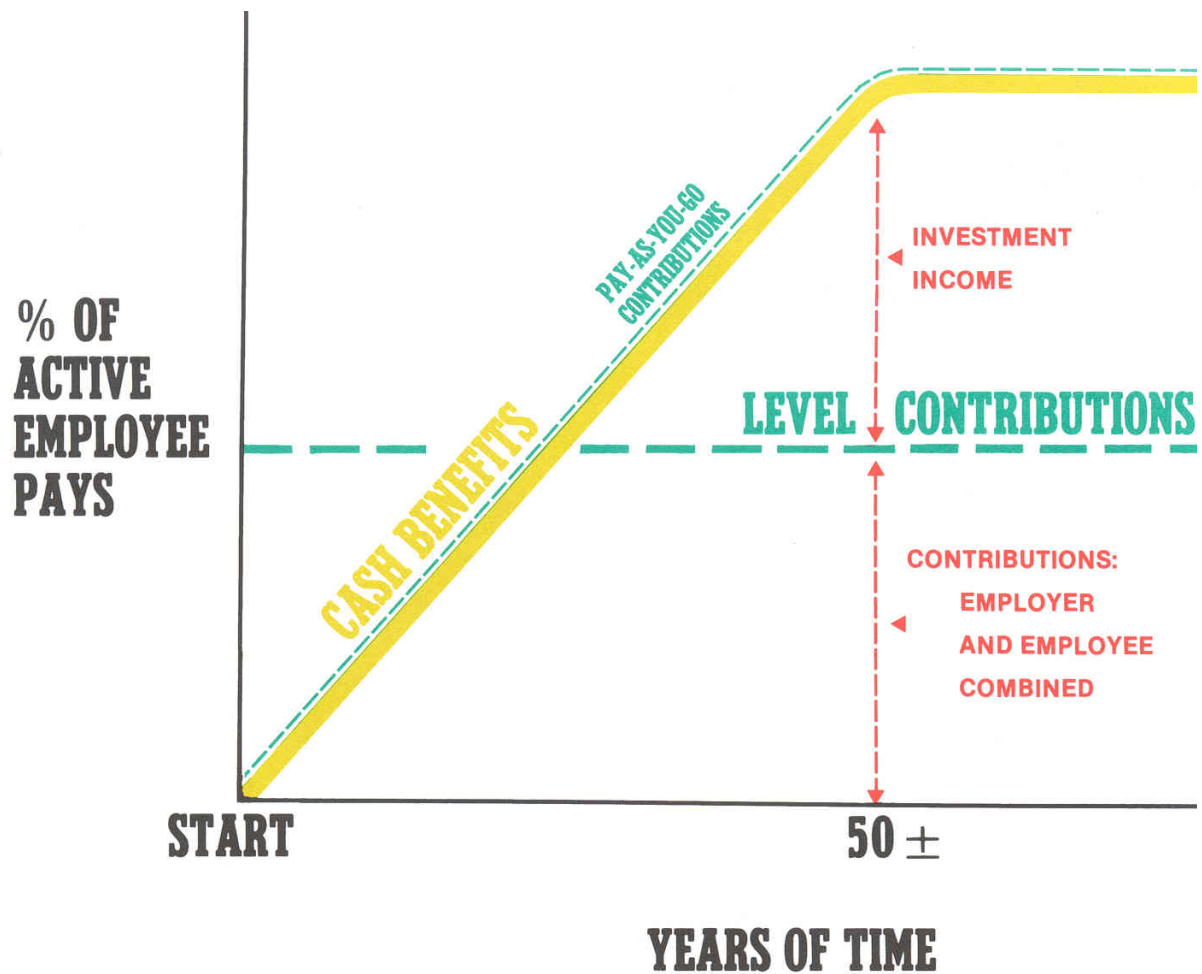 PAY-AS-YOU-GO
CONTRIBUTIONS
INVESTMENT
INCOME
% OF
ACTIVE
EMPLOYEE
PAYS
LEVEL CONTRIBUTIONS
CASH BENEFITS
CONTRIBUTIONS:
EMPLOYER
AND EMPLOYEE
COMBINED
START
50 ±
YEARS OF TIME